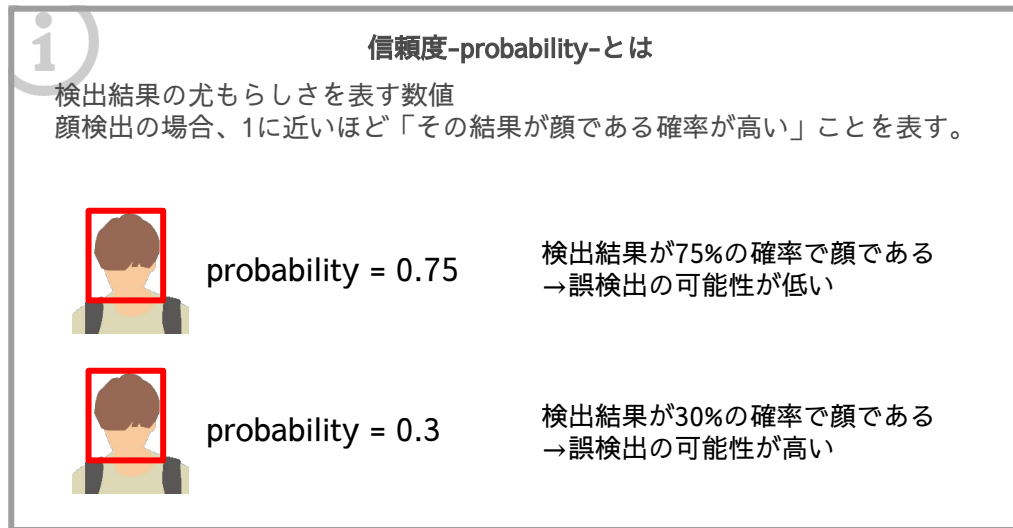 i
信頼度-probability-とは
検出結果の尤もらしさを表す数値
顔検出の場合、1に近いほど「その結果が顔である確率が高い」ことを表す。
probability = 0.75
検出結果が75%の確率で顔である
→誤検出の可能性が低い
probability = 0.3
検出結果が30%の確率で顔である
→誤検出の可能性が高い